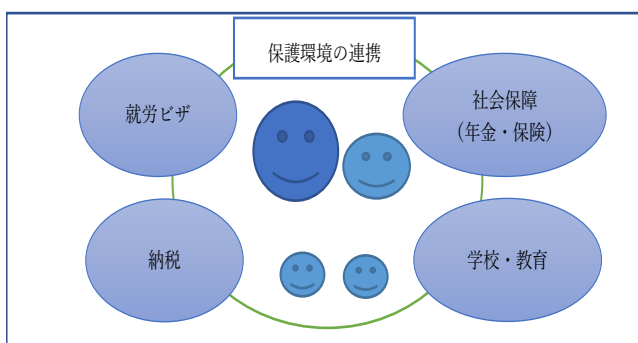 保護環境の連携
就労ビザ
社会保障
（年金・保険）
納税
学校・教育